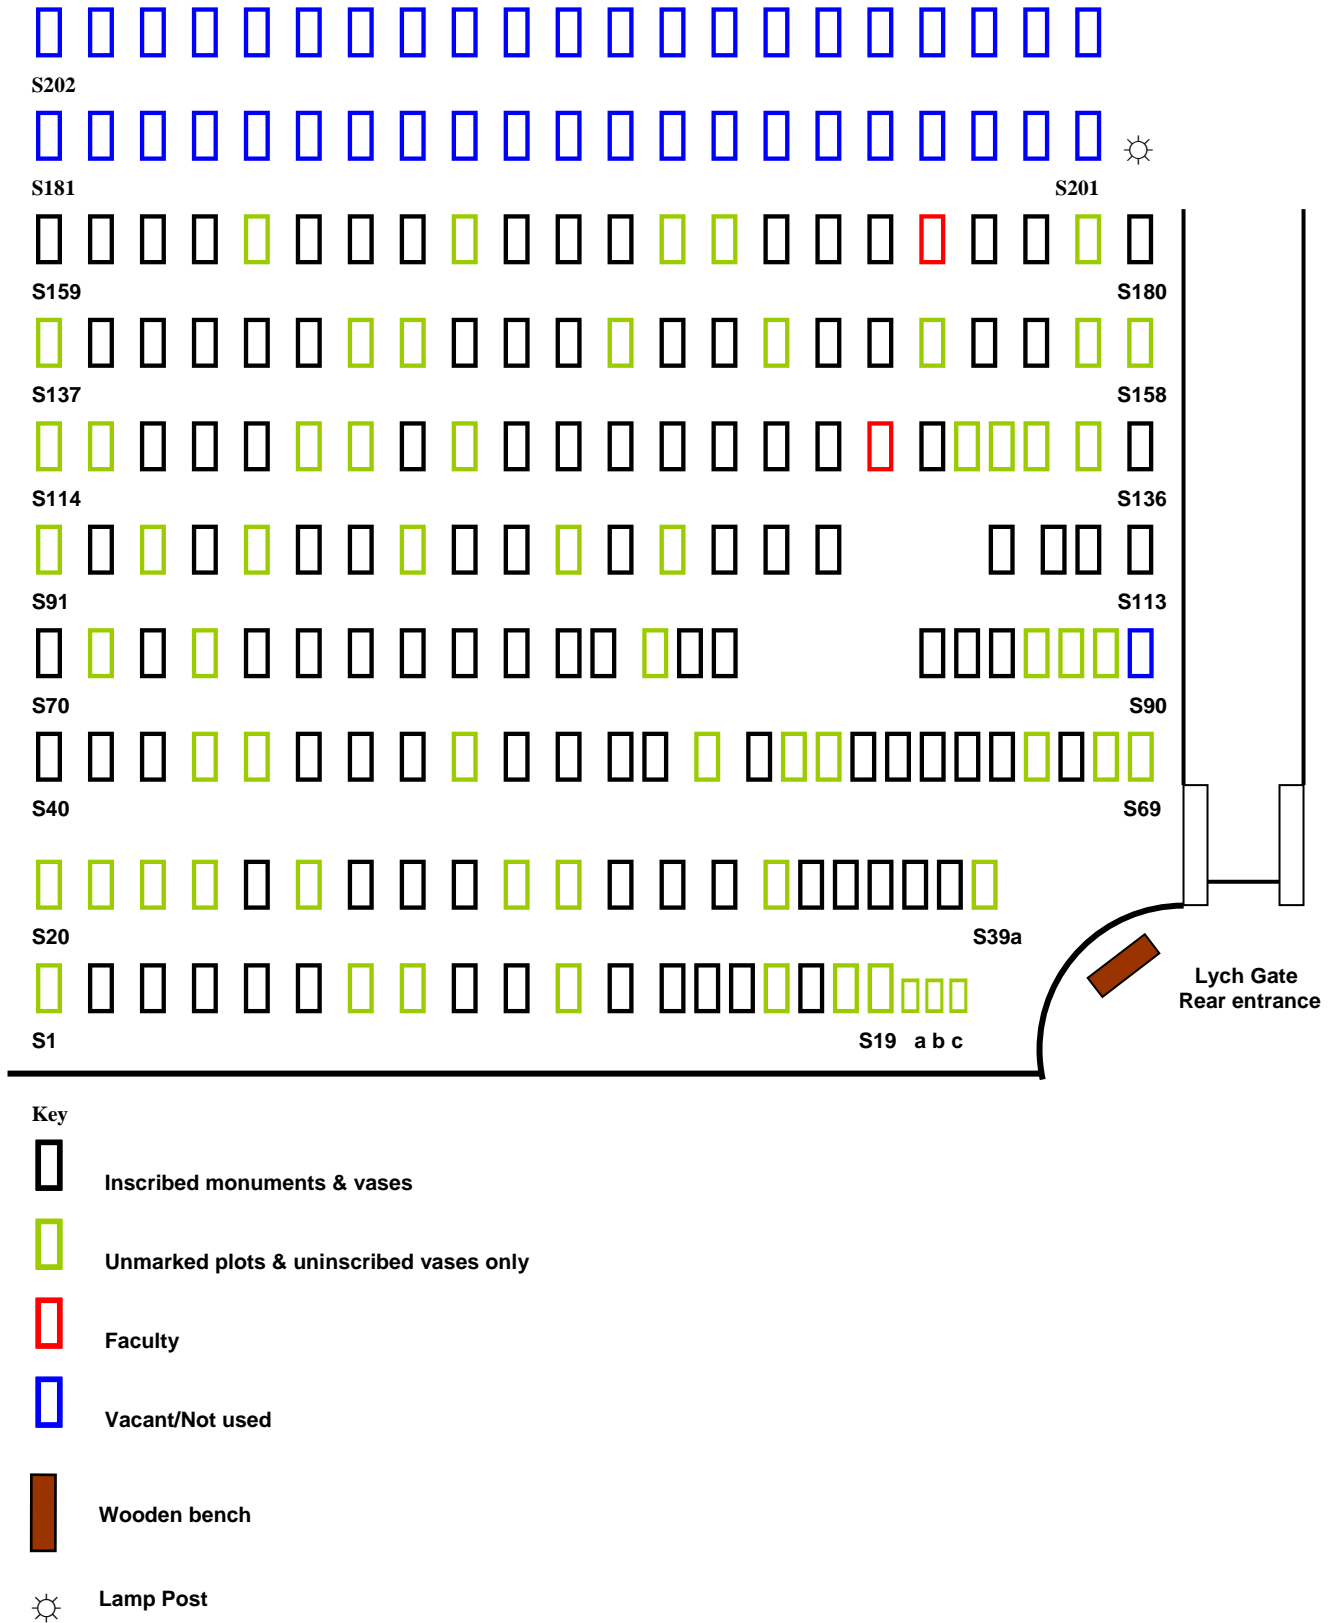 S202
S181 S201
S159 S180
S137 S158
S114 S136
S91 S113
S70 S90
S40 S69
S20 S39a
Lych Gate
Rear entrance
S1 S19 a b c
Key
Inscribed monuments & vases
Unmarked plots & uninscribed vases only
Faculty
Vacant/Not used
Wooden bench
Lamp Post